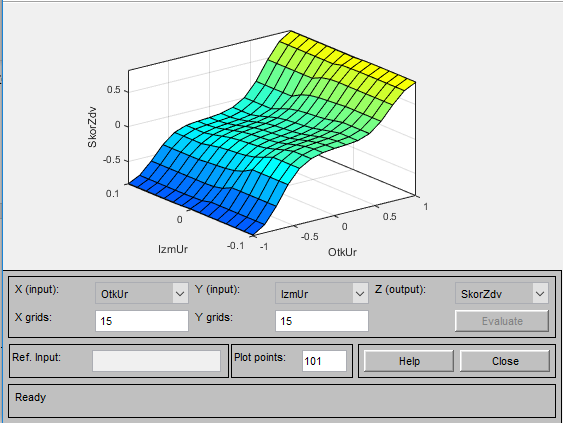 0.5
0
-0.5
SkorZdv
0.1
0
-0.1
IzmUr
-1
-0.5
0
0.5
1
OtkUr
X (input): OtkUr Y (input): IzmUr Z (output): SkorZdv
X grids: 15 Y grids: 15 Evaluate
Ref. Input: Plot points: 101 Help Close
Ready